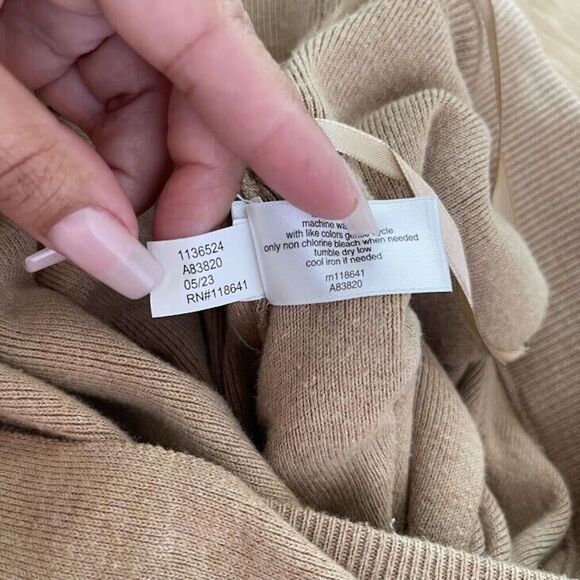 1136524
A83820
05/23
RN#118641
machine
with like colors gentle cycle
only non chlorine bleach when needed
tumble dry low
cool iron if needed
rn118641
A83820